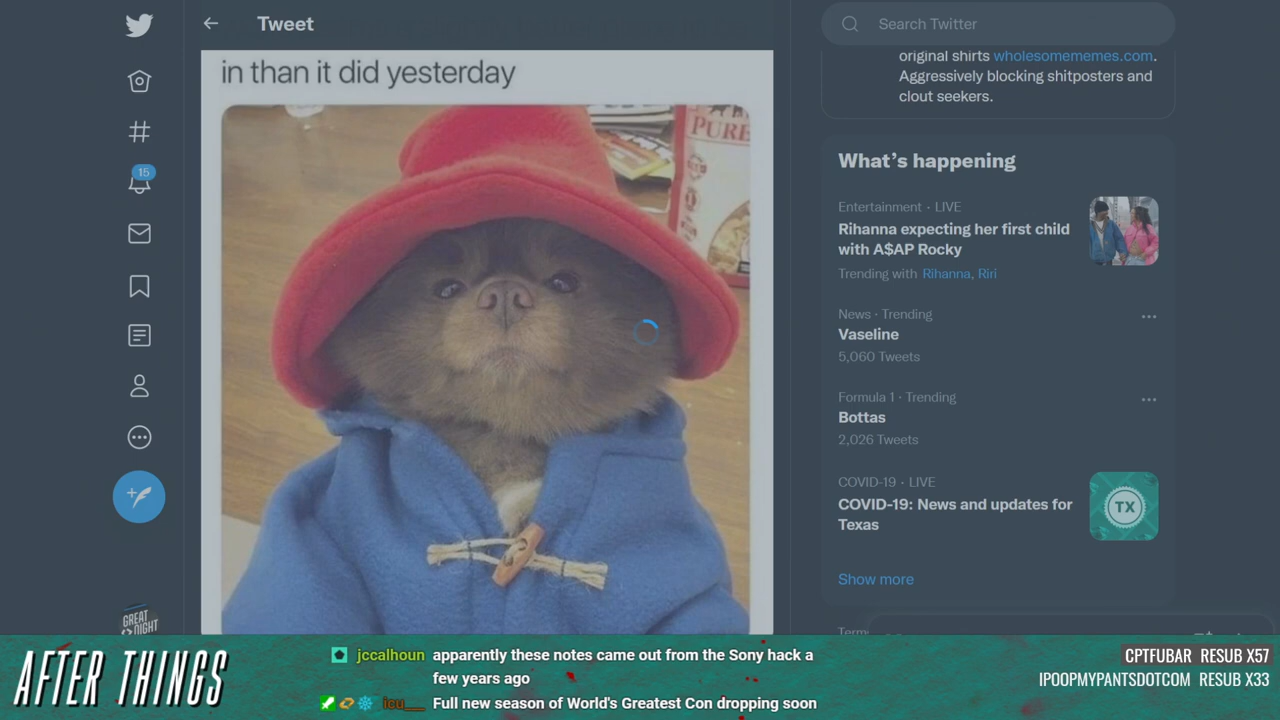 Tweet
Search Twitter
in than it did yesterday
PURE
15
original shirts wholesomememes.com.
Aggressively blocking shitposters and
clout seekers.
What's happening
Entertainment · LIVE
Rihanna expecting her first child
with A$AP Rocky
Trending with Rihanna, Riri
News · Trending
Vaseline
5,060 Tweets
Formula 1 · Trending
Bottas
2,026 Tweets
COVID-19 · LIVE
COVID-19: News and updates for
Texas
TX
Show more
GREAT
NIGHT
AFTER THINGS
jccalhoun apparently these notes came out from the Sony hack a
few years ago
icu___ Full new season of World's Greatest Con dropping soon
CPTFUBAR RESUB X57
IPOOPMYPANTSDOTCOM RESUB X33